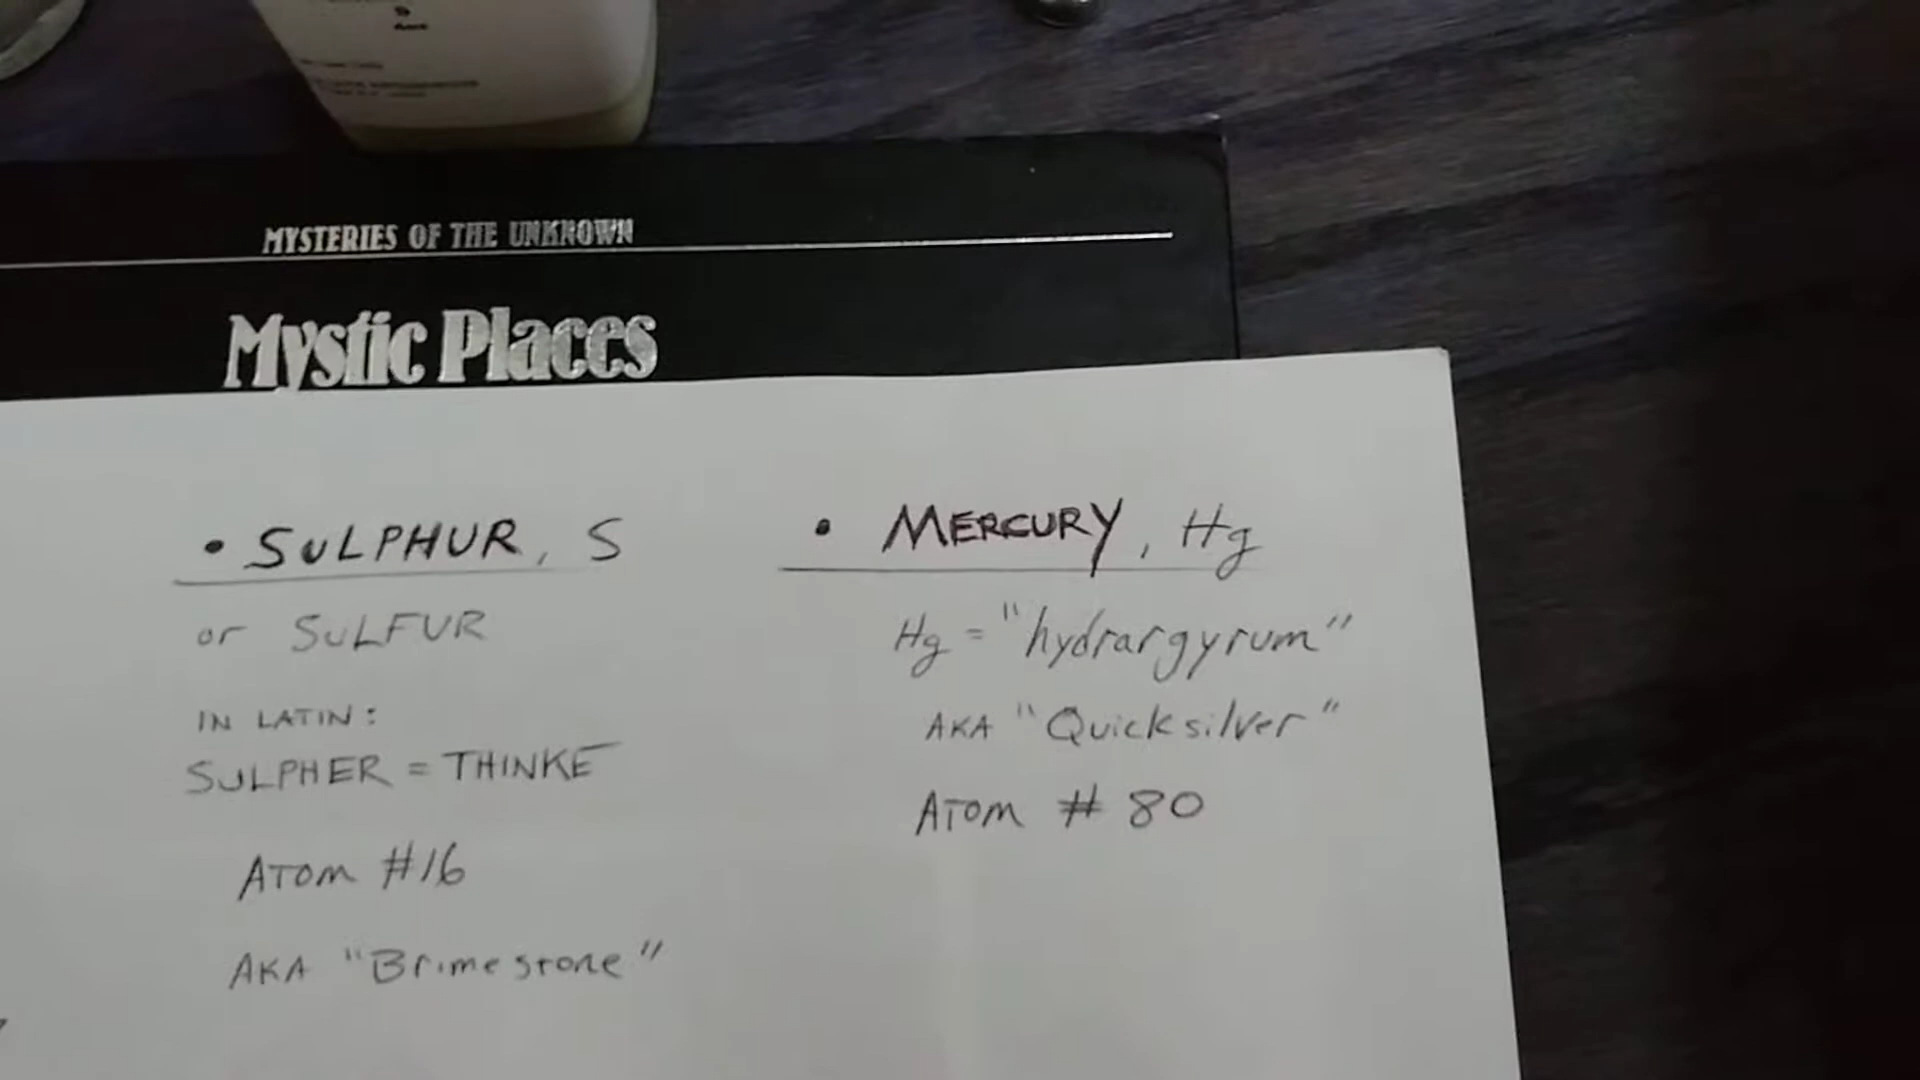 MYSTERIES OF THE UNKNOWN
Mystic Places
• SULPHUR, S
or SULFUR
IN LATIN:
SULPHER = THINKE
ATOM #16
AKA "Brimestone"
• MERCURY, Hg
Hg = "hydrargyrum"
AKA "Quicksilver"
ATOM # 80